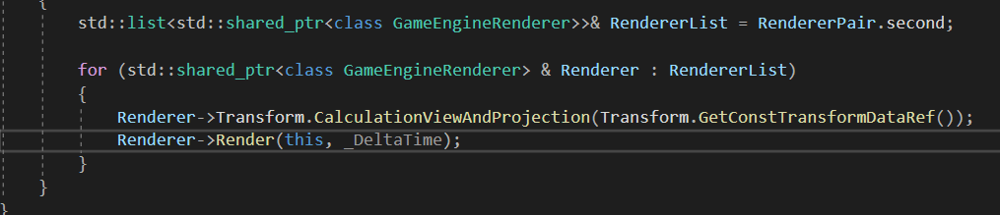 {
std::list<std::shared_ptr<class GameEngineRenderer>>& RendererList = RendererPair.second;
for (std::shared_ptr<class GameEngineRenderer> & Renderer : RendererList)
{
Renderer->Transform.CalculationViewAndProjection(Transform.GetConstTransformDataRef());
Renderer->Render(this, _DeltaTime);
}
}
}